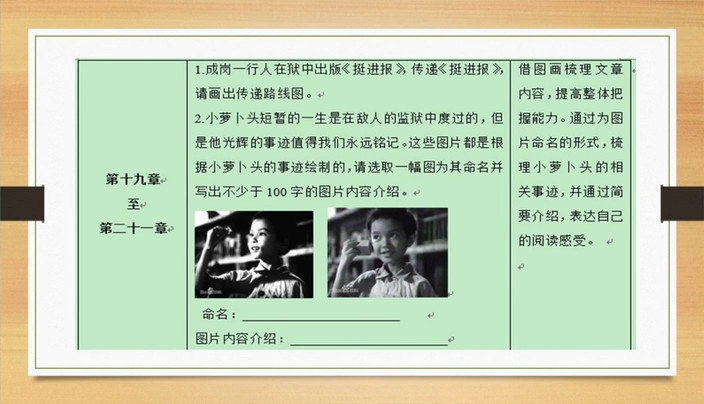 第十九章
至
第二十一章
1.成岗一行人在狱中出版《挺进报》，传递《挺进报》，
请画出传递路线图。
2.小萝卜头短暂的一生是在敌人的监狱中度过的，但
是他光辉的事迹值得我们永远铭记。这些图片都是根
据小萝卜头的事迹绘制的，请选取一幅图为其命名并
写出不少于 100 字的图片内容介绍。
命名：
图片内容介绍：
借图画梳理文章
内容，提高整体把
握能力。通过为图
片命名的形式，梳
理小萝卜头的相
关事迹，并通过简
要介绍，表达自己
的阅读感受。